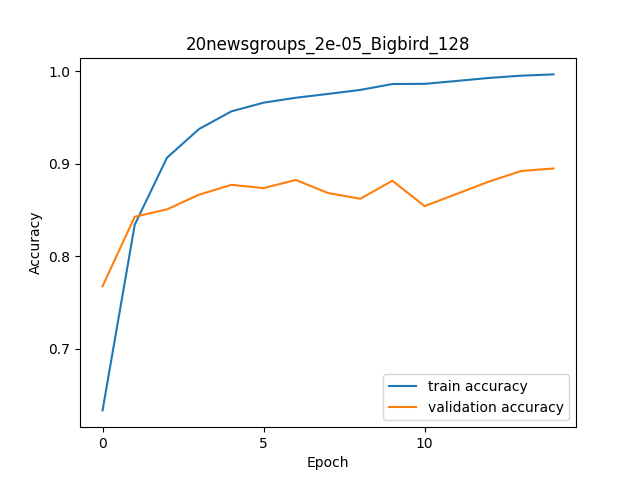 20newsgroups_2e-05_Bigbird_128
1.0
0.9
0.8
0.7
Accuracy
train accuracy
validation accuracy
0
5
10
Epoch